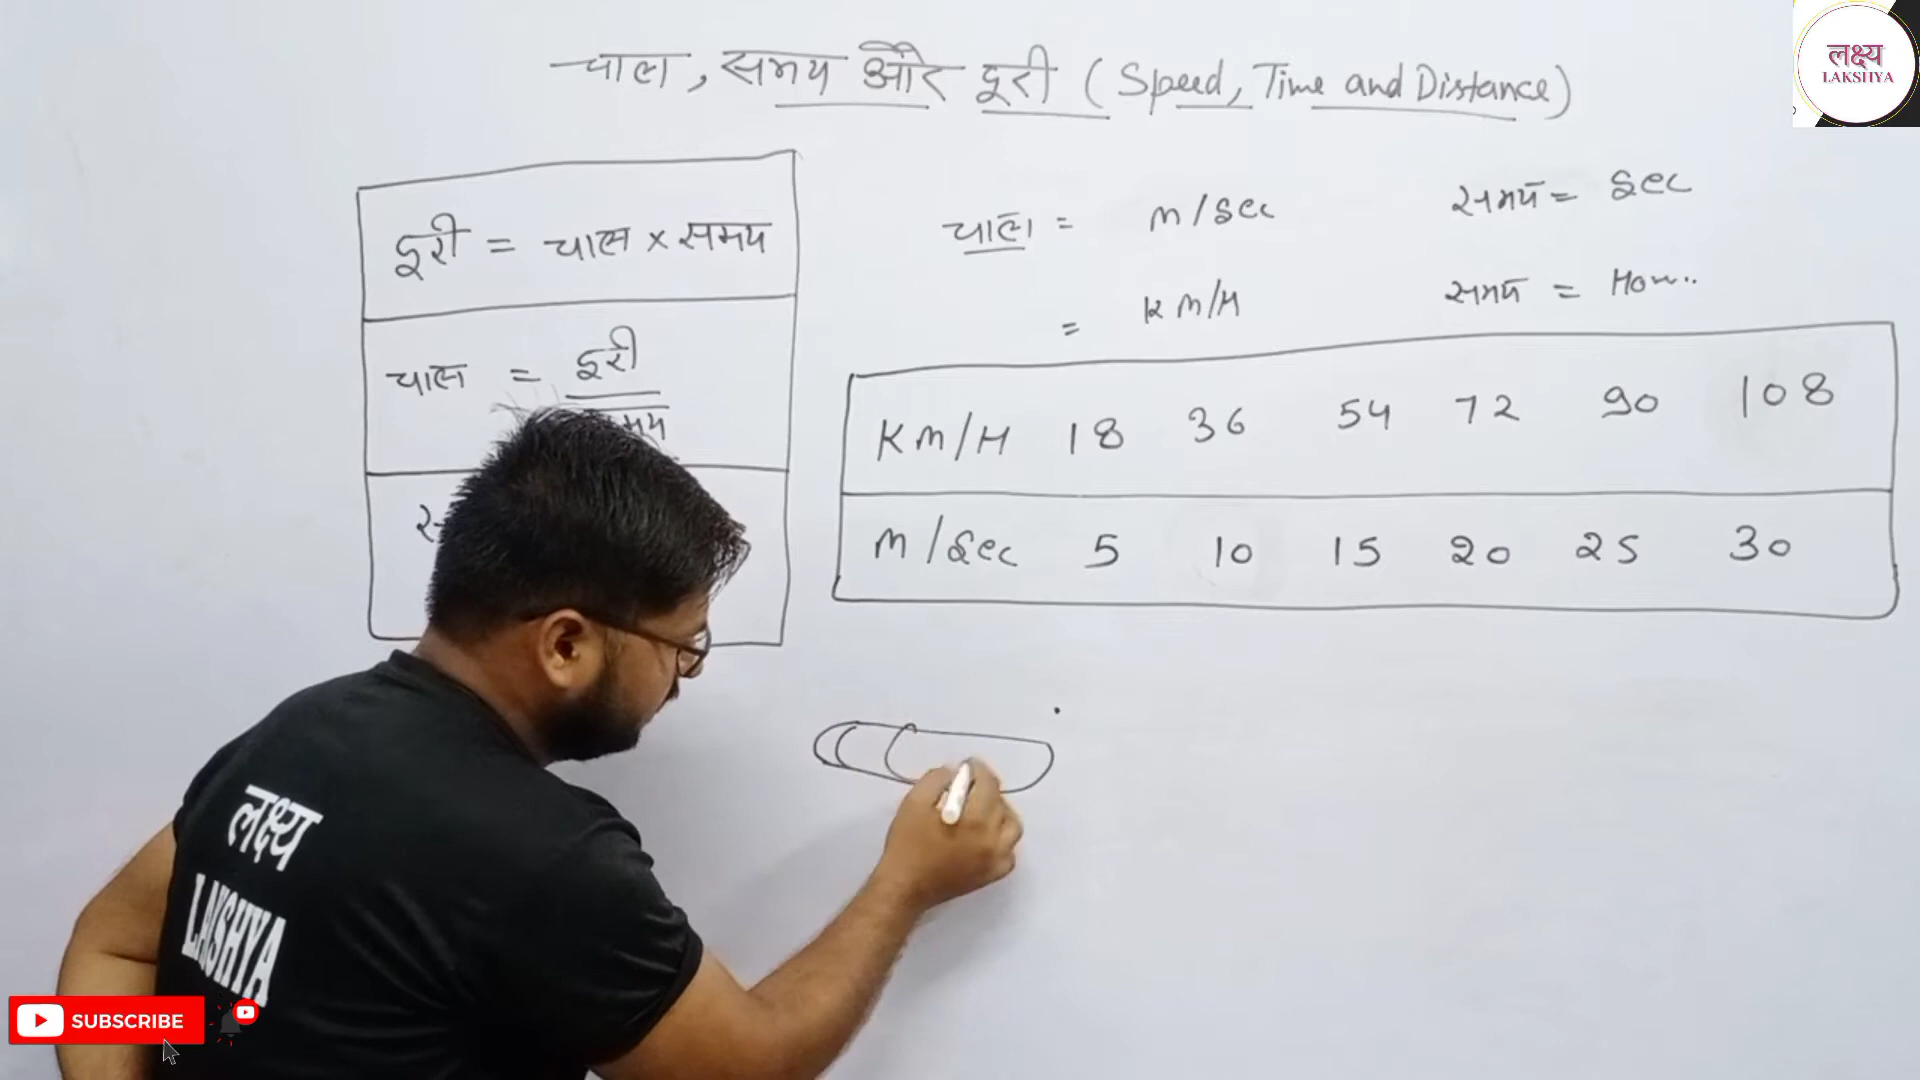 चाल, समय और दूरी (Speed, Time and Distance)
लक्ष्य
LAKSHYA
दूरी = चाल × समय
चाल = दूरी
चाल = m/sec समय = sec
= Km/H समय = Hour..
Km/H 18 36 54 72 90 108
m/sec 5 10 15 20 25 30
लक्ष्य
LAKSHYA
SUBSCRIBE